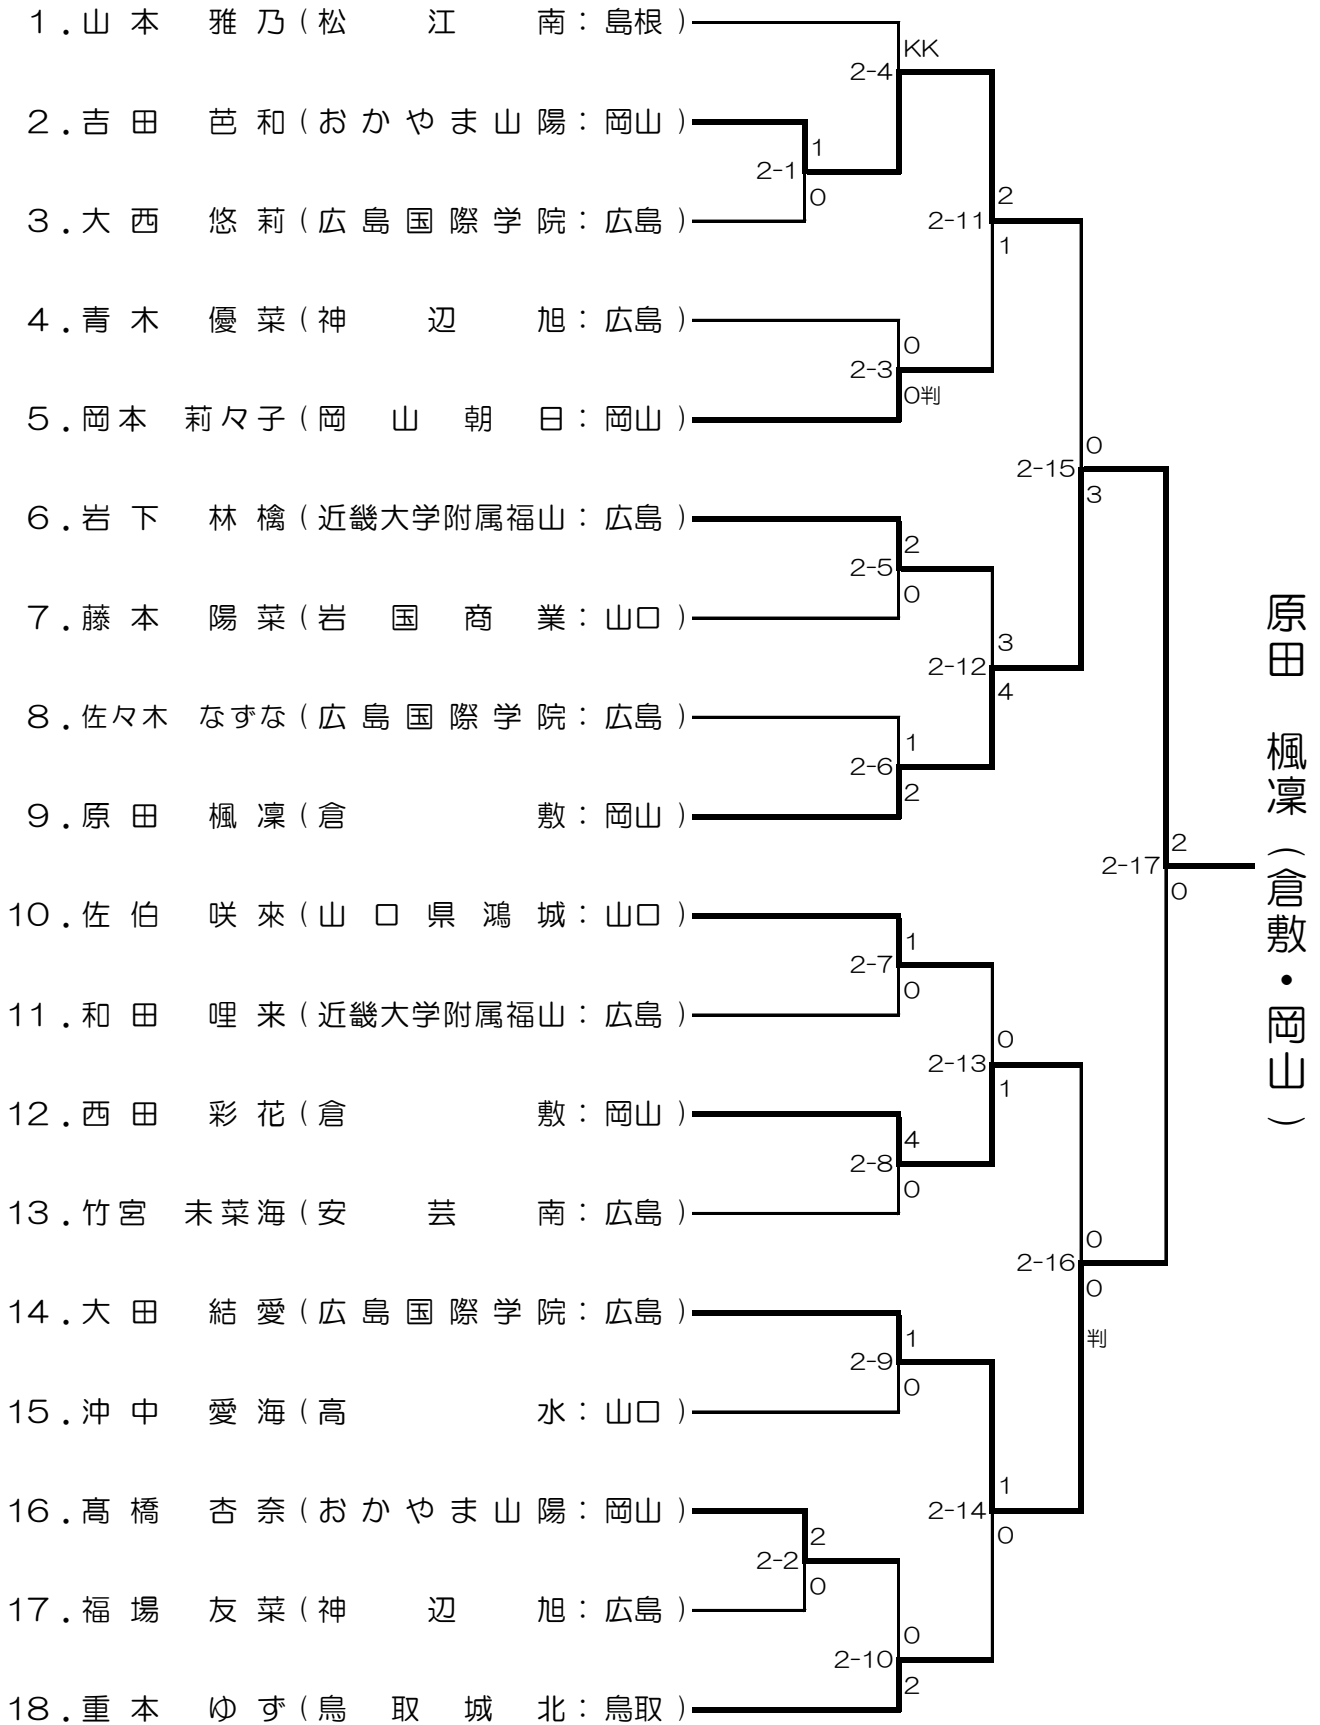 1.山本 雅乃(松江南:島根)
KK
2-4
2.吉田 芭和(おかやま山陽:岡山)
1
2-1
0
2
3.大西 悠莉(広島国際学院:広島)
2-11
1
4.青木 優菜(神辺旭:広島)
0
2-3
0判
5.岡本 莉々子(岡山朝日:岡山)
0
2-15
3
6.岩下 林檎(近畿大学附属福山:広島)
2
2-5
0
7.藤本 陽菜(岩国商業:山口)
3
2-12
4
8.佐々木 なずな(広島国際学院:広島)
1
2-6
2
9.原田 楓凜(倉敷:岡山)
2
2-17
0
原田 楓凜(倉敷・岡山)
10.佐伯 咲來(山口県鴻城:山口)
1
2-7
0
11.和田 哩来(近畿大学附属福山:広島)
0
2-13
1
12.西田 彩花(倉敷:岡山)
4
2-8
0
13.竹宮 未菜海(安芸南:広島)
0
2-16
0
判
14.大田 結愛(広島国際学院:広島)
1
2-9
0
15.沖中 愛海(高水:山口)
1
2-14
0
16.髙橋 杏奈(おかやま山陽:岡山)
2
2-2
0
17.福場 友菜(神辺旭:広島)
0
2-10
2
18.重本 ゆず(鳥取城北:鳥取)